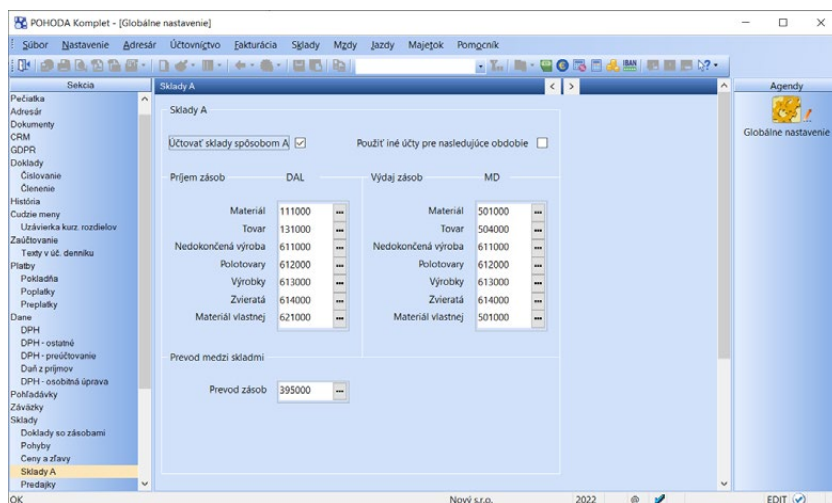 POHODA Komplet - [Globálne nastavenie]
Súbor Nastavenie Adresár Účtovníctvo Fakturácia Sklady Mzdy Jazdy Majetok Pomocník
IBAN
Sekcia
Pečiatka
Adresár
Dokumenty
CRM
GDPR
Doklady
Číslovanie
Členenie
História
Cudzie meny
Uzávierka kurz. rozdielov
Zaúčtovanie
Texty v úč. denníku
Platby
Pokladňa
Poplatky
Preplatky
Dane
DPH
DPH - ostatné
DPH - preúčtovanie
Daň z príjmov
DPH - osobitná úprava
Pohľadávky
Záväzky
Sklady
Doklady so zásobami
Pohyby
Ceny a zľavy
Sklady A
Predajky
Sklady A
Sklady A
Účtovať sklady spôsobom A
Použiť iné účty pre nasledujúce obdobie
Príjem zásob DAL
Materiál 111000
Tovar 131000
Nedokončená výroba 611000
Polotovary 612000
Výrobky 613000
Zvieratá 614000
Materiál vlastnej 621000
Výdaj zásob MD
Materiál 501000
Tovar 504000
Nedokončená výroba 611000
Polotovary 612000
Výrobky 613000
Zvieratá 614000
Materiál vlastnej 501000
Prevod medzi skladmi
Prevod zásob 395000
Agendy
Globálne nastavenie
OK Nový s.r.o. 2022 @ EDIT